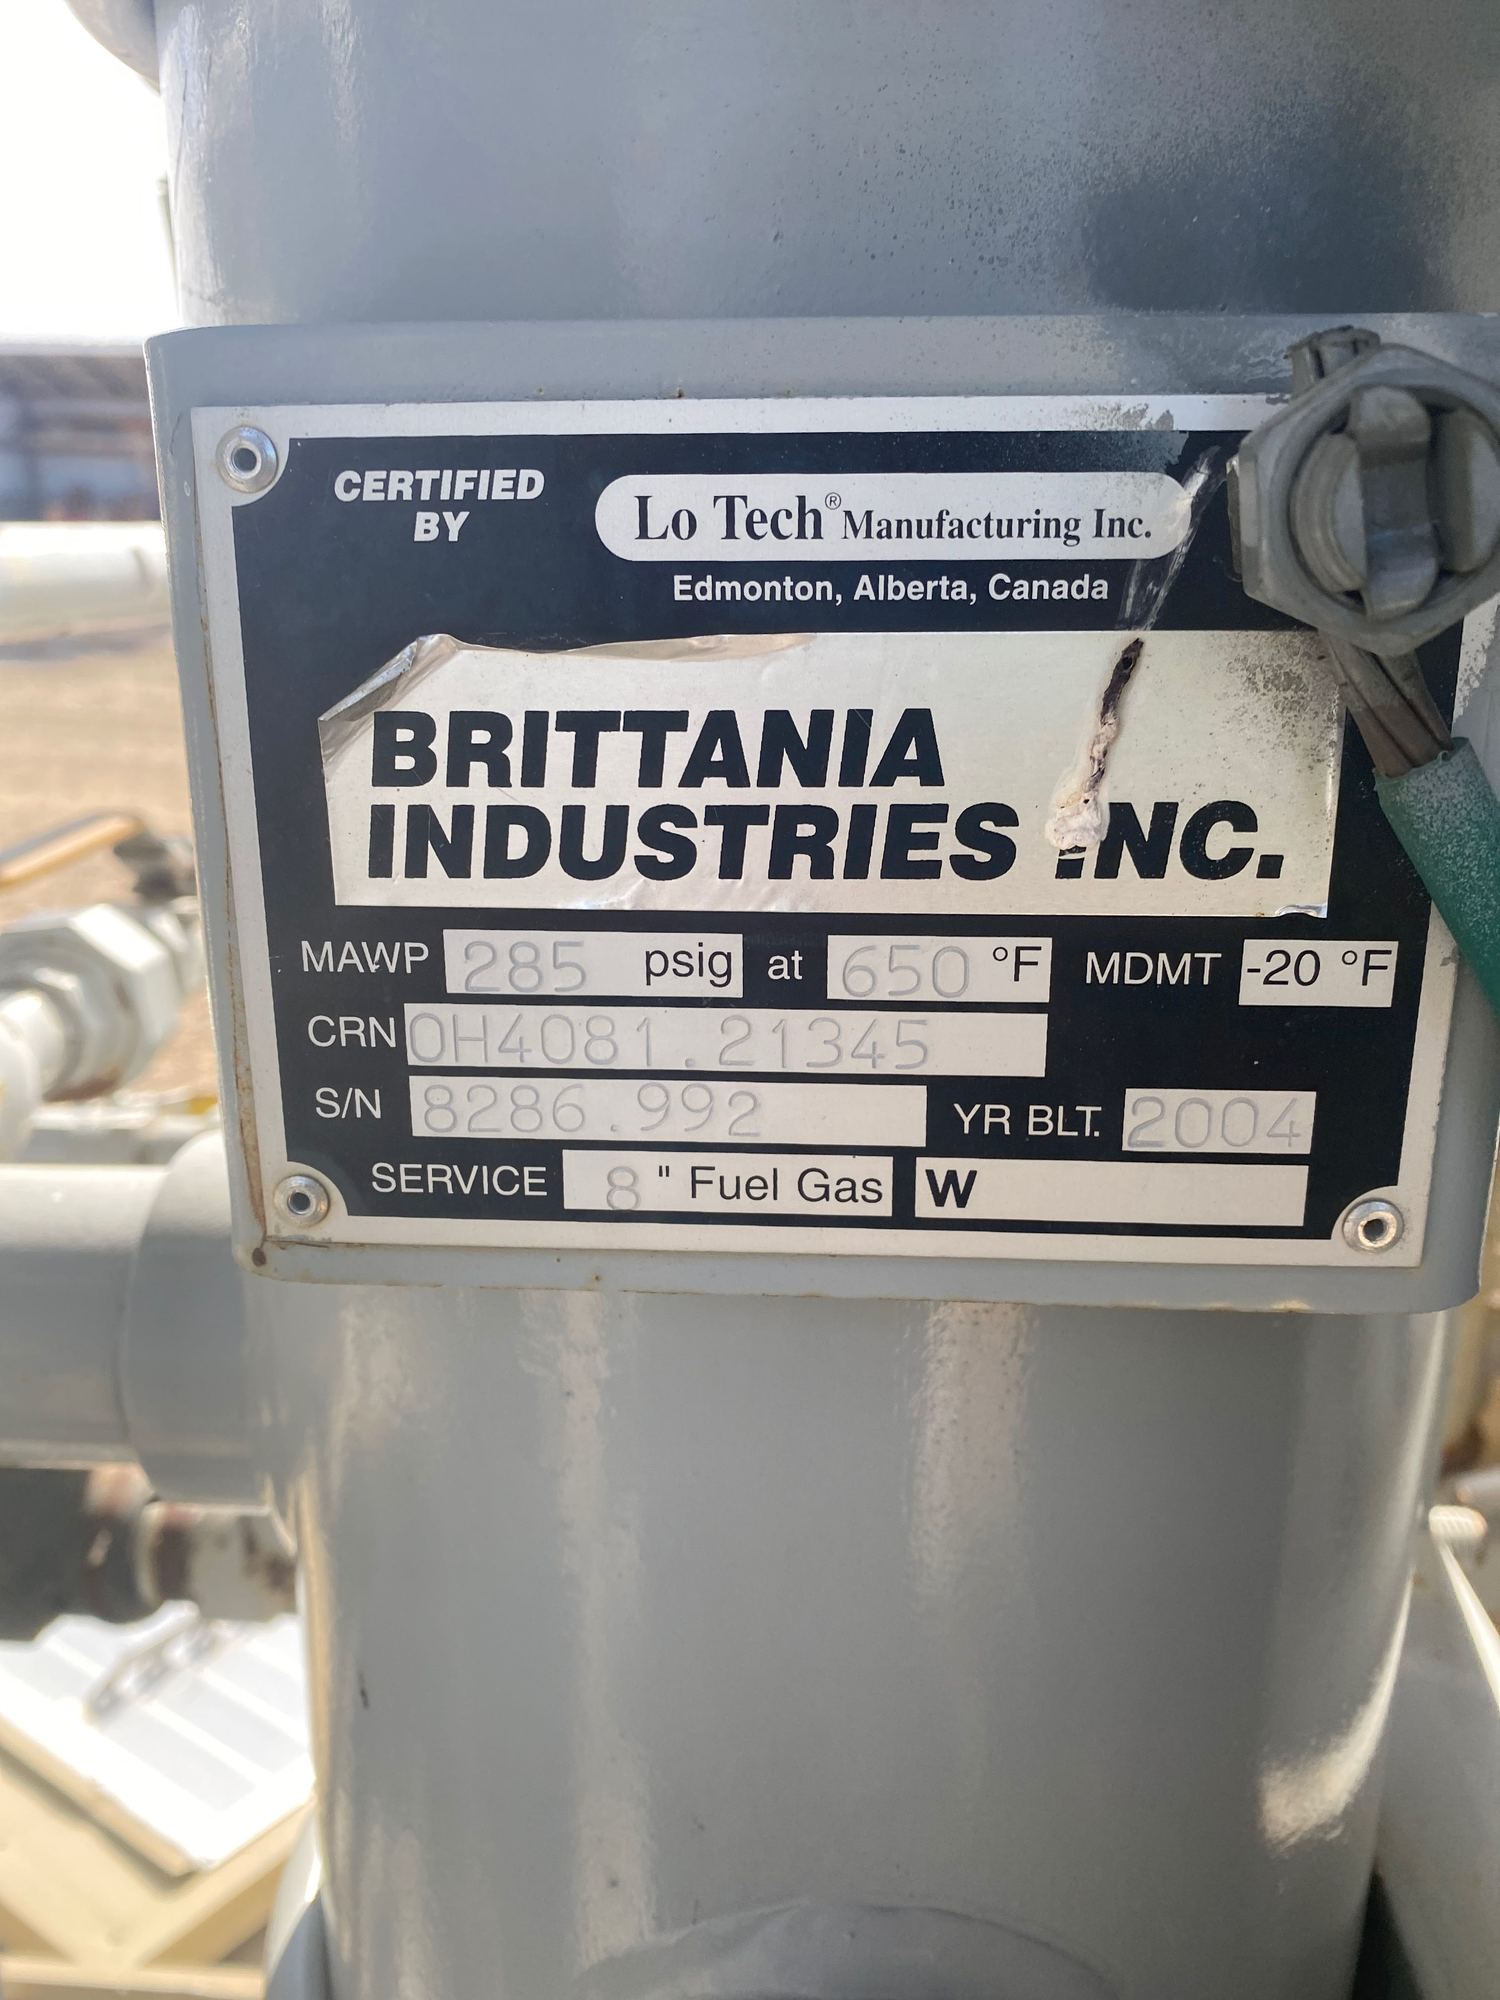 CERTIFIED
BY
Lo Tech® Manufacturing Inc.
Edmonton, Alberta, Canada
BRITTANIA
INDUSTRIES INC.
MAWP 285 psig at 650 °F MDMT -20 °F
CRN 0H4081.21345
S/N 8286.992 YR BLT. 2004
SERVICE 8 " Fuel Gas W